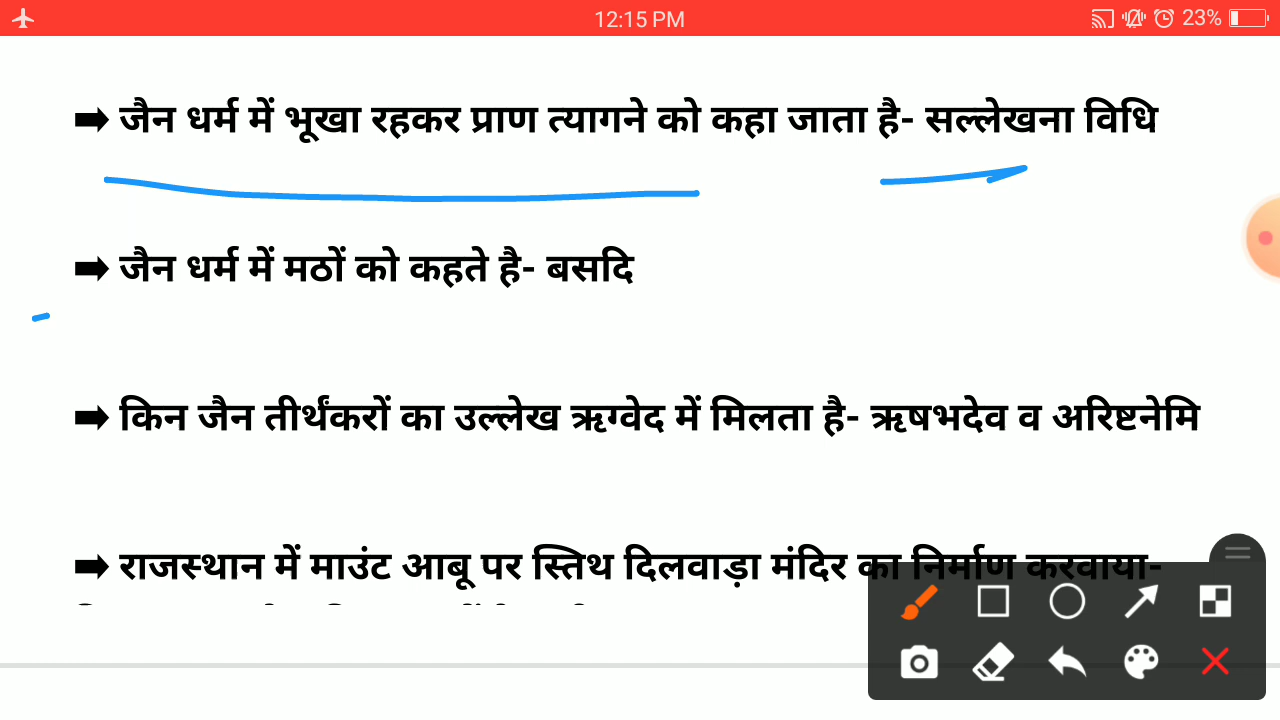 12:15 PM 23%
➡ जैन धर्म में भूखा रहकर प्राण त्यागने को कहा जाता है- सल्लेखना विधि
➡ जैन धर्म में मठों को कहते है- बसदि
➡ किन जैन तीर्थंकरों का उल्लेख ऋग्वेद में मिलता है- ऋषभदेव व अरिष्टनेमि
➡ राजस्थान में माउंट आबू पर स्तिथ दिलवाड़ा मंदिर का निर्माण करवाया-